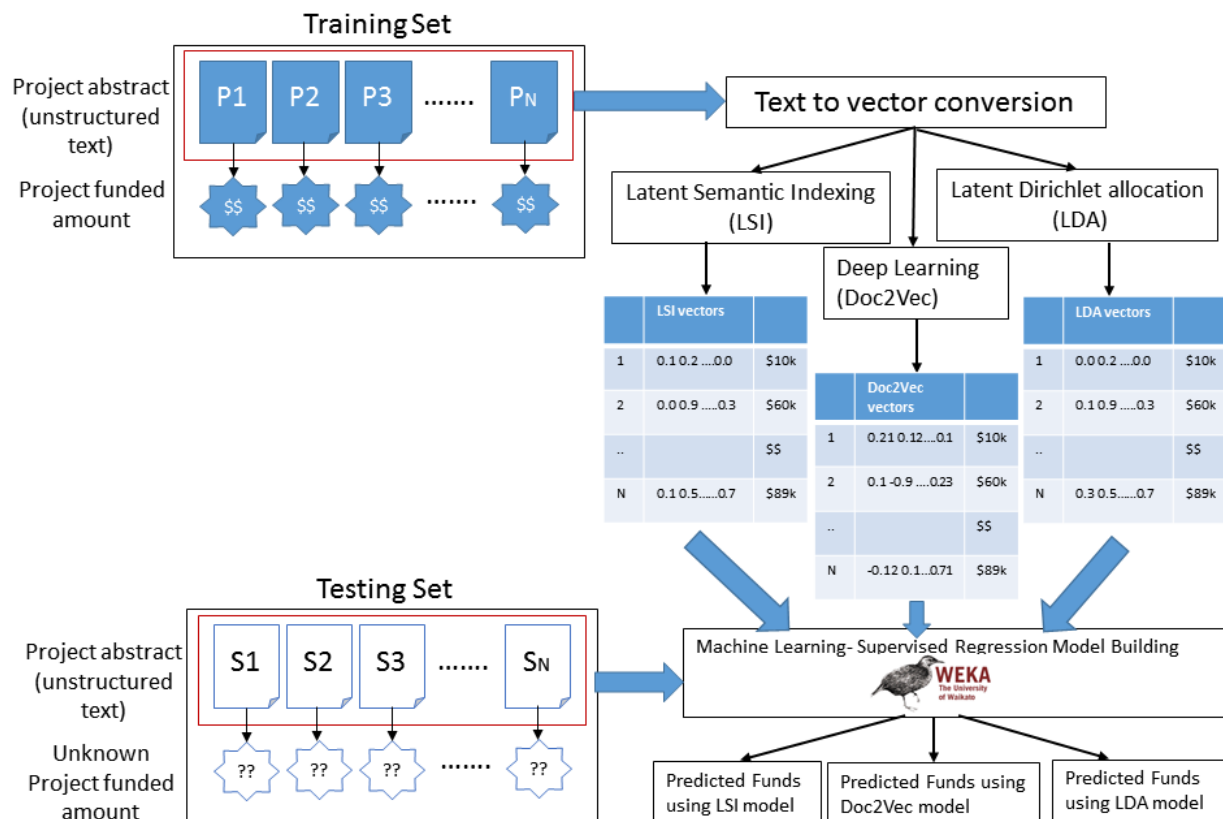 Training Set
Project abstract
(unstructured
text)
P1 P2 P3 ....... PN
Project funded
amount
$$ $$ $$ ....... $$
Text to vector conversion
Latent Semantic Indexing
(LSI)
Deep Learning
(Doc2Vec)
Latent Dirichlet allocation
(LDA)
LSI vectors
1 0.1 0.2 ....0.0 $10k
2 0.0 0.9 .....0.3 $60k
.. $$
N 0.1 0.5......0.7 $89k
Doc2Vec
vectors
1 0.21 0.12....0.1 $10k
2 0.1 -0.9 ....0.23 $60k
.. $$
N -0.12 0.1...0.71 $89k
LDA vectors
1 0.0 0.2 ....0.0 $10k
2 0.1 0.9 .....0.3 $60k
.. $$
N 0.3 0.5......0.7 $89k
Testing Set
Project abstract
(unstructured
text)
S1 S2 S3 ....... SN
Unknown
Project funded
amount
?? ?? ?? ....... ??
Machine Learning- Supervised Regression Model Building
WEKA
The University
of Waikato
Predicted Funds
using LSI model
Predicted Funds using
Doc2Vec model
Predicted Funds
using LDA model